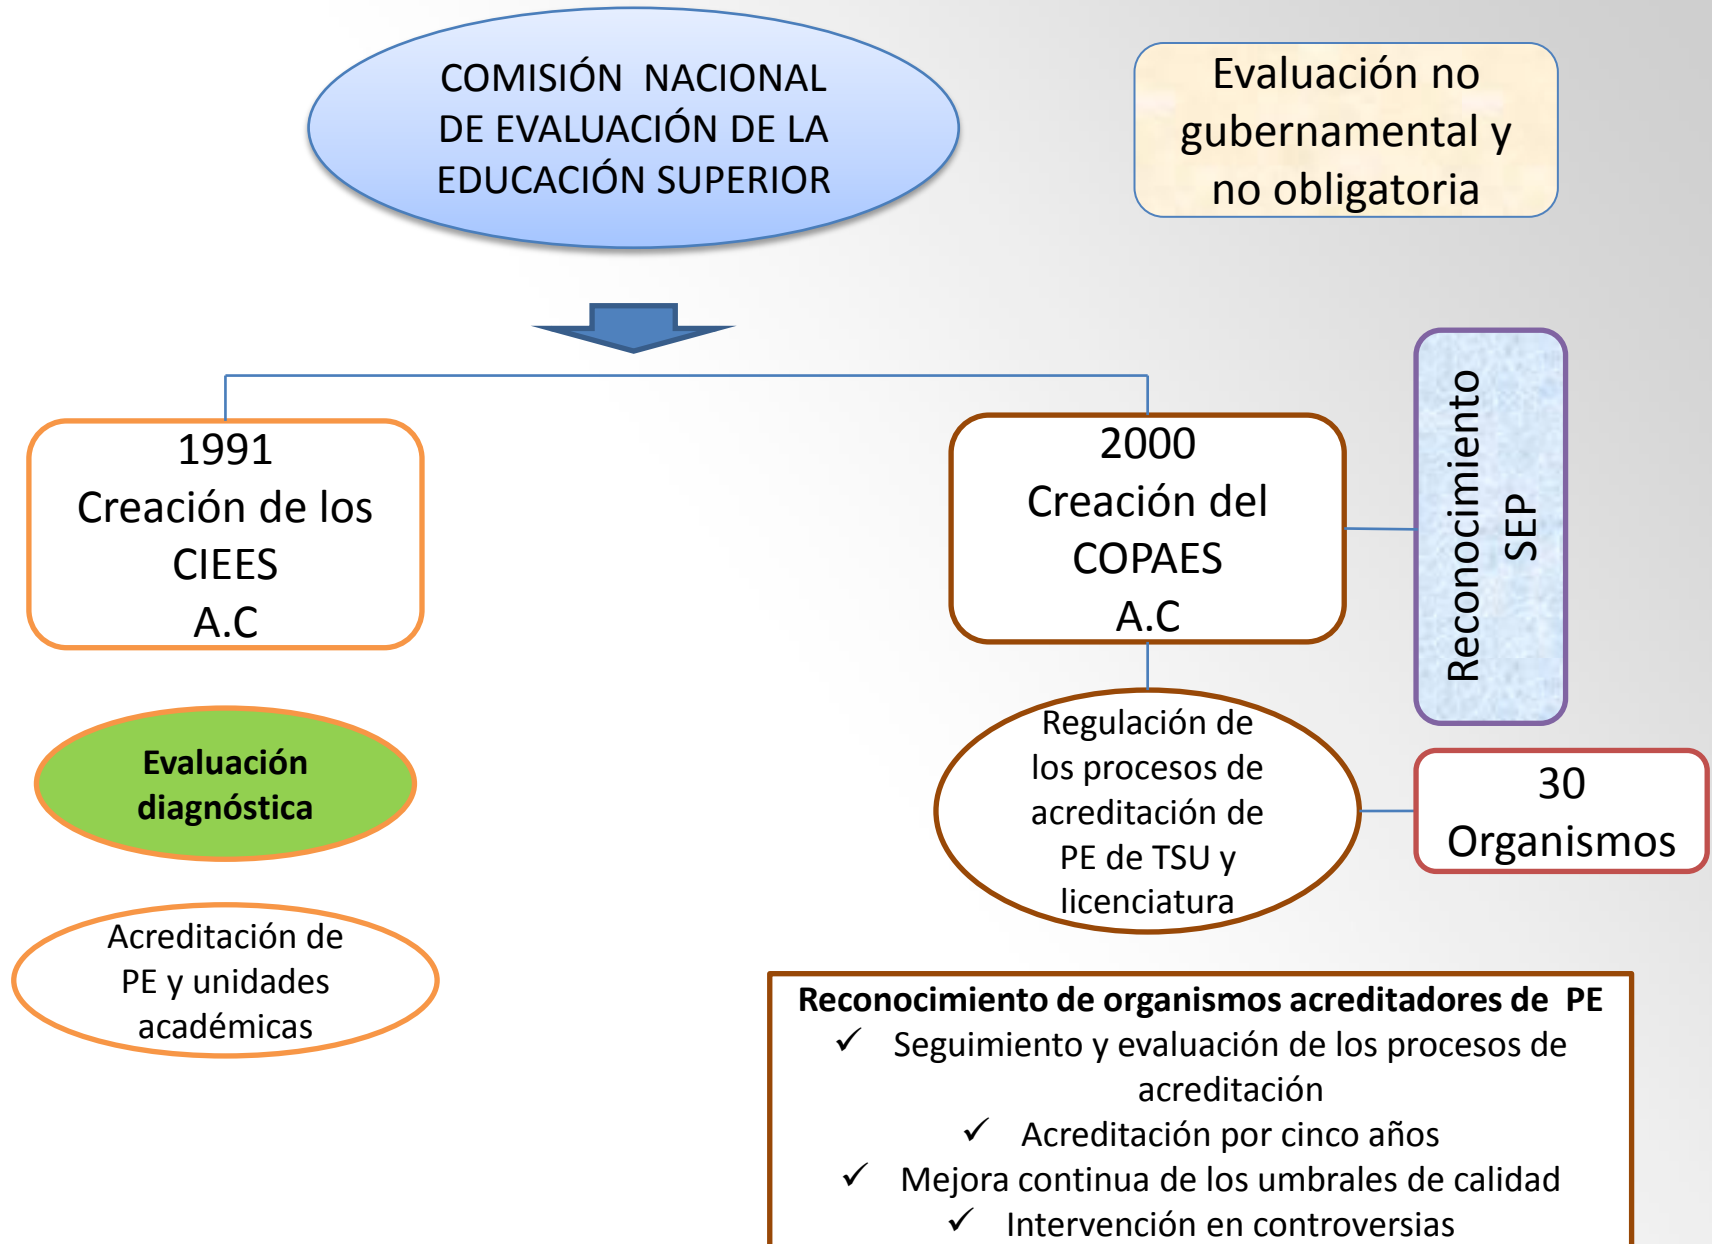 COMISIÓN NACIONAL
DE EVALUACIÓN DE LA
EDUCACIÓN SUPERIOR
Evaluación no
gubernamental y
no obligatoria
1991
Creación de los
CIEES
A.C
2000
Creación del
COPAES
A.C
Reconocimiento
SEP
Evaluación
diagnóstica
Regulación de
los procesos de
acreditación de
PE de TSU y
licenciatura
30
Organismos
Acreditación de
PE y unidades
académicas
Reconocimiento de organismos acreditadores de PE
✓ Seguimiento y evaluación de los procesos de
acreditación
✓ Acreditación por cinco años
✓ Mejora continua de los umbrales de calidad
✓ Intervención en controversias